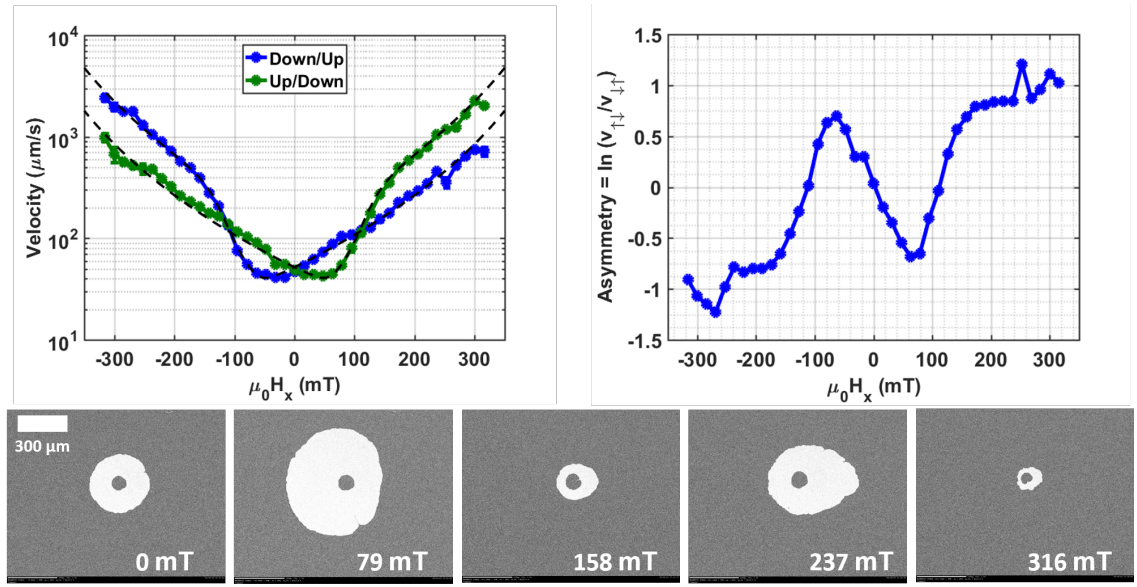 10^4
10^3
10^2
10^1
Velocity (μm/s)
Down/Up
Up/Down
-300 -200 -100 0 100 200 300
μ₀Hₓ (mT)
1.5
1
0.5
0
-0.5
-1
-1.5
Asymmetry = ln (v↑↓/v↓↑)
-300 -200 -100 0 100 200 300
μ₀Hₓ (mT)
300 μm
0 mT
79 mT
158 mT
237 mT
316 mT